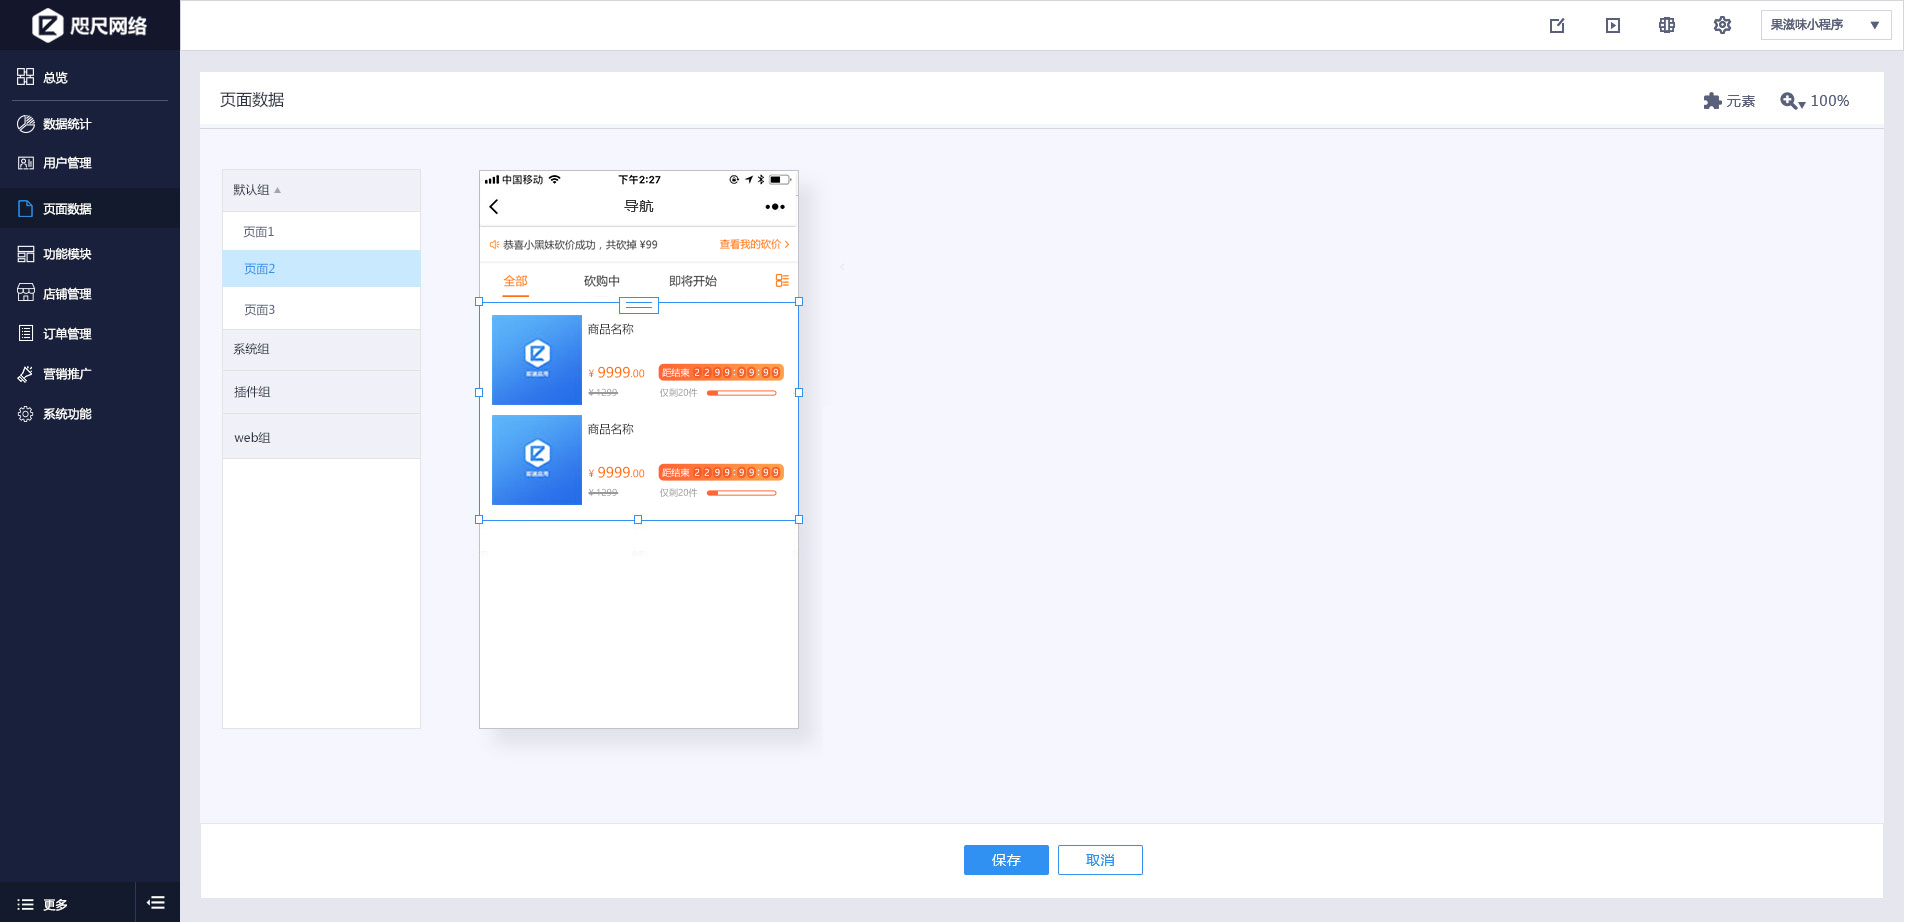 咫尺网络
果滋味小程序
总览
数据统计
用户管理
页面数据
功能模块
店铺管理
订单管理
营销推广
系统功能
更多
页面数据
元素
100%
默认组
页面1
页面2
页面3
系统组
插件组
web组
中国移动
下午2:27
导航
恭喜小黑妹砍价成功，共砍掉 ¥99
查看我的砍价
全部
砍购中
即将开始
商品名称
¥ 9999.00
距结束 2 2 9 9 : 9 9 : 9 9
¥ 1299
仅剩20件
商品名称
¥ 9999.00
距结束 2 2 9 9 : 9 9 : 9 9
¥ 1299
仅剩20件
保存
取消